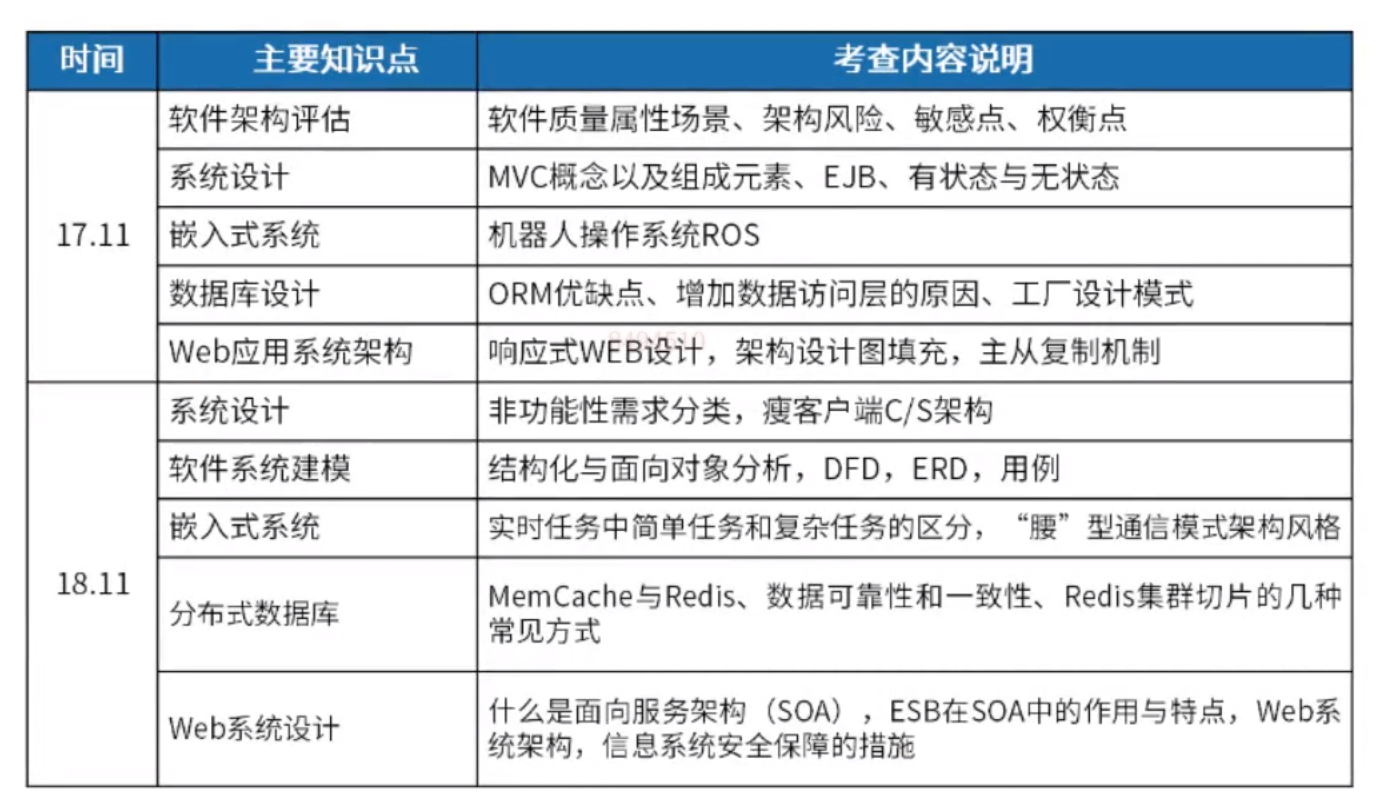 时间 主要知识点 考查内容说明
17.11
软件架构评估 软件质量属性场景、架构风险、敏感点、权衡点
系统设计 MVC概念以及组成元素、EJB、有状态与无状态
嵌入式系统 机器人操作系统ROS
数据库设计 ORM优缺点、增加数据访问层的原因、工厂设计模式
Web应用系统架构 响应式WEB设计，架构设计图填充，主从复制机制
18.11
系统设计 非功能性需求分类，瘦客户端C/S架构
软件系统建模 结构化与面向对象分析，DFD，ERD，用例
嵌入式系统 实时任务中简单任务和复杂任务的区分，“腰”型通信模式架构风格
分布式数据库 MemCache与Redis、数据可靠性和一致性、Redis集群切片的几种
常见方式
Web系统设计 什么是面向服务架构（SOA），ESB在SOA中的作用与特点，Web系
统架构，信息系统安全保障的措施